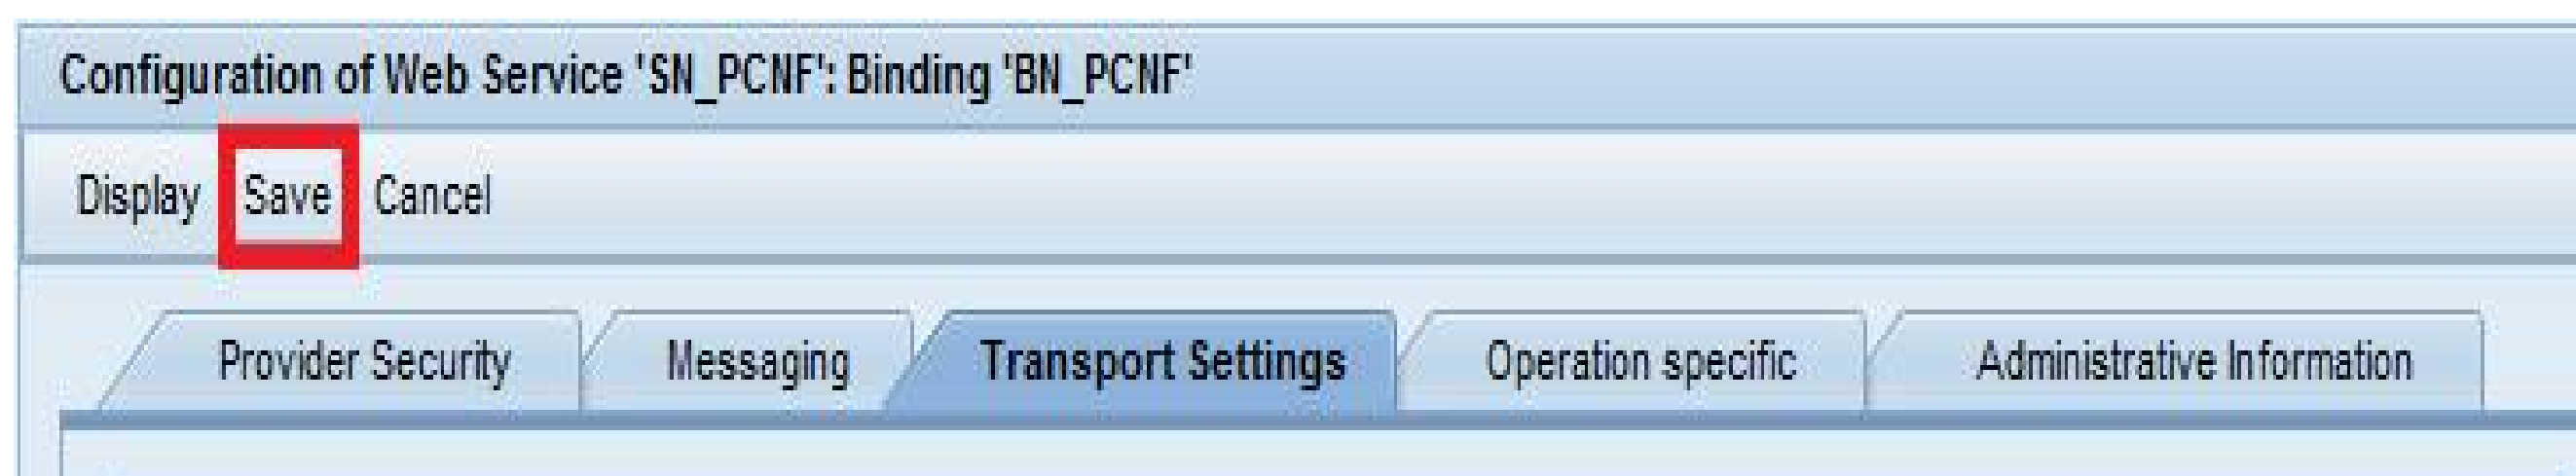 Configuration of Web Service 'SN_PCNF': Binding 'BN_PCNF'
Display Save Cancel
Provider Security Messaging Transport Settings Operation specific Administrative Information